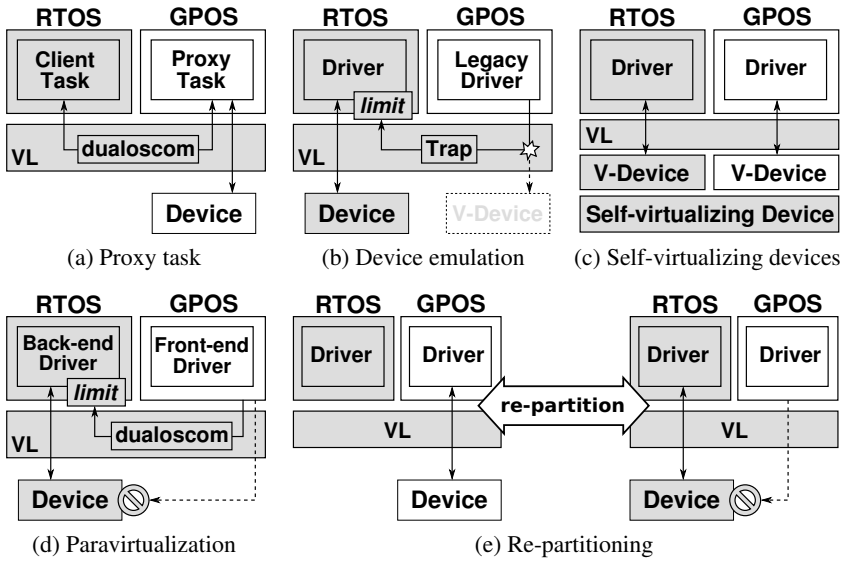 RTOS GPOS
Client Task
Proxy Task
VL
dualoscom
Device
(a) Proxy task
RTOS GPOS
Driver
limit
Legacy Driver
VL
Trap
Device
V-Device
(b) Device emulation
RTOS GPOS
Driver
Driver
VL
V-Device V-Device
Self-virtualizing Device
(c) Self-virtualizing devices
RTOS GPOS
Back-end Driver
limit
Front-end Driver
VL
dualoscom
Device
(d) Paravirtualization
RTOS GPOS
Driver
Driver
VL
Device
re-partition
RTOS GPOS
Driver
Driver
VL
Device
(e) Re-partitioning